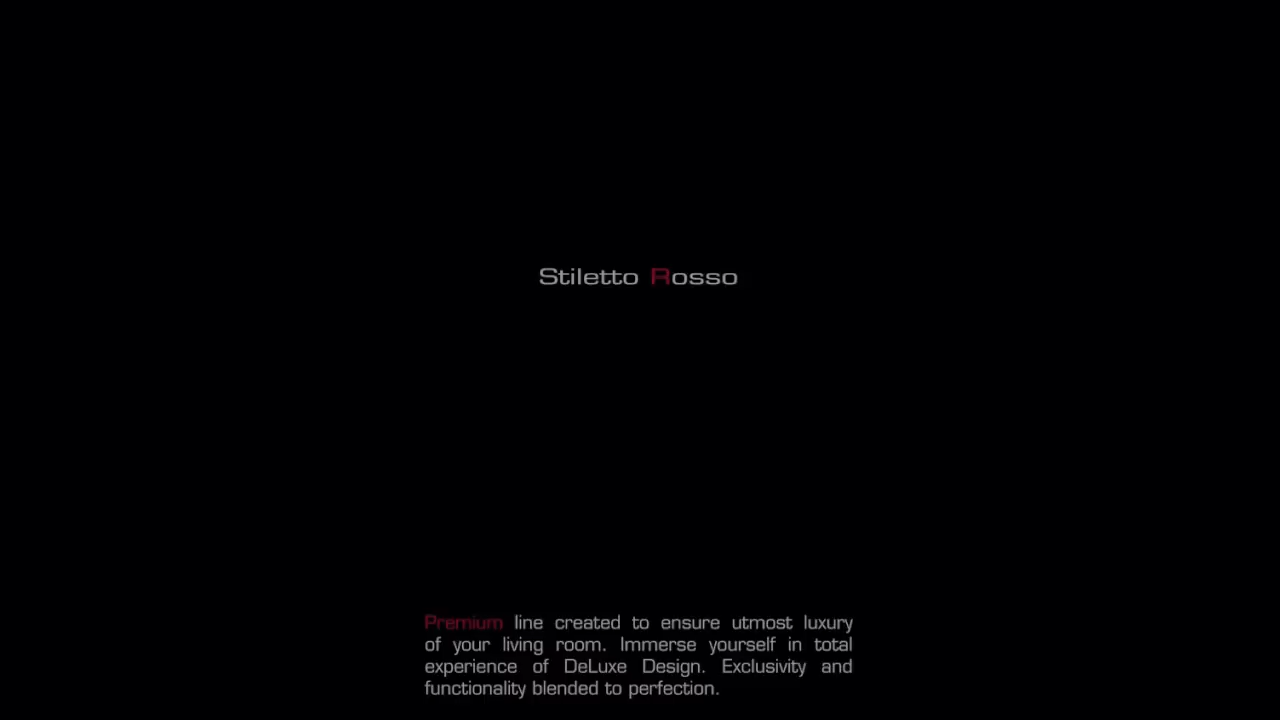 Stiletto Rosso
Premium line created to ensure utmost luxury
of your living room. Immerse yourself in total
experience of DeLuxe Design. Exclusivity and
functionality blended to perfection.